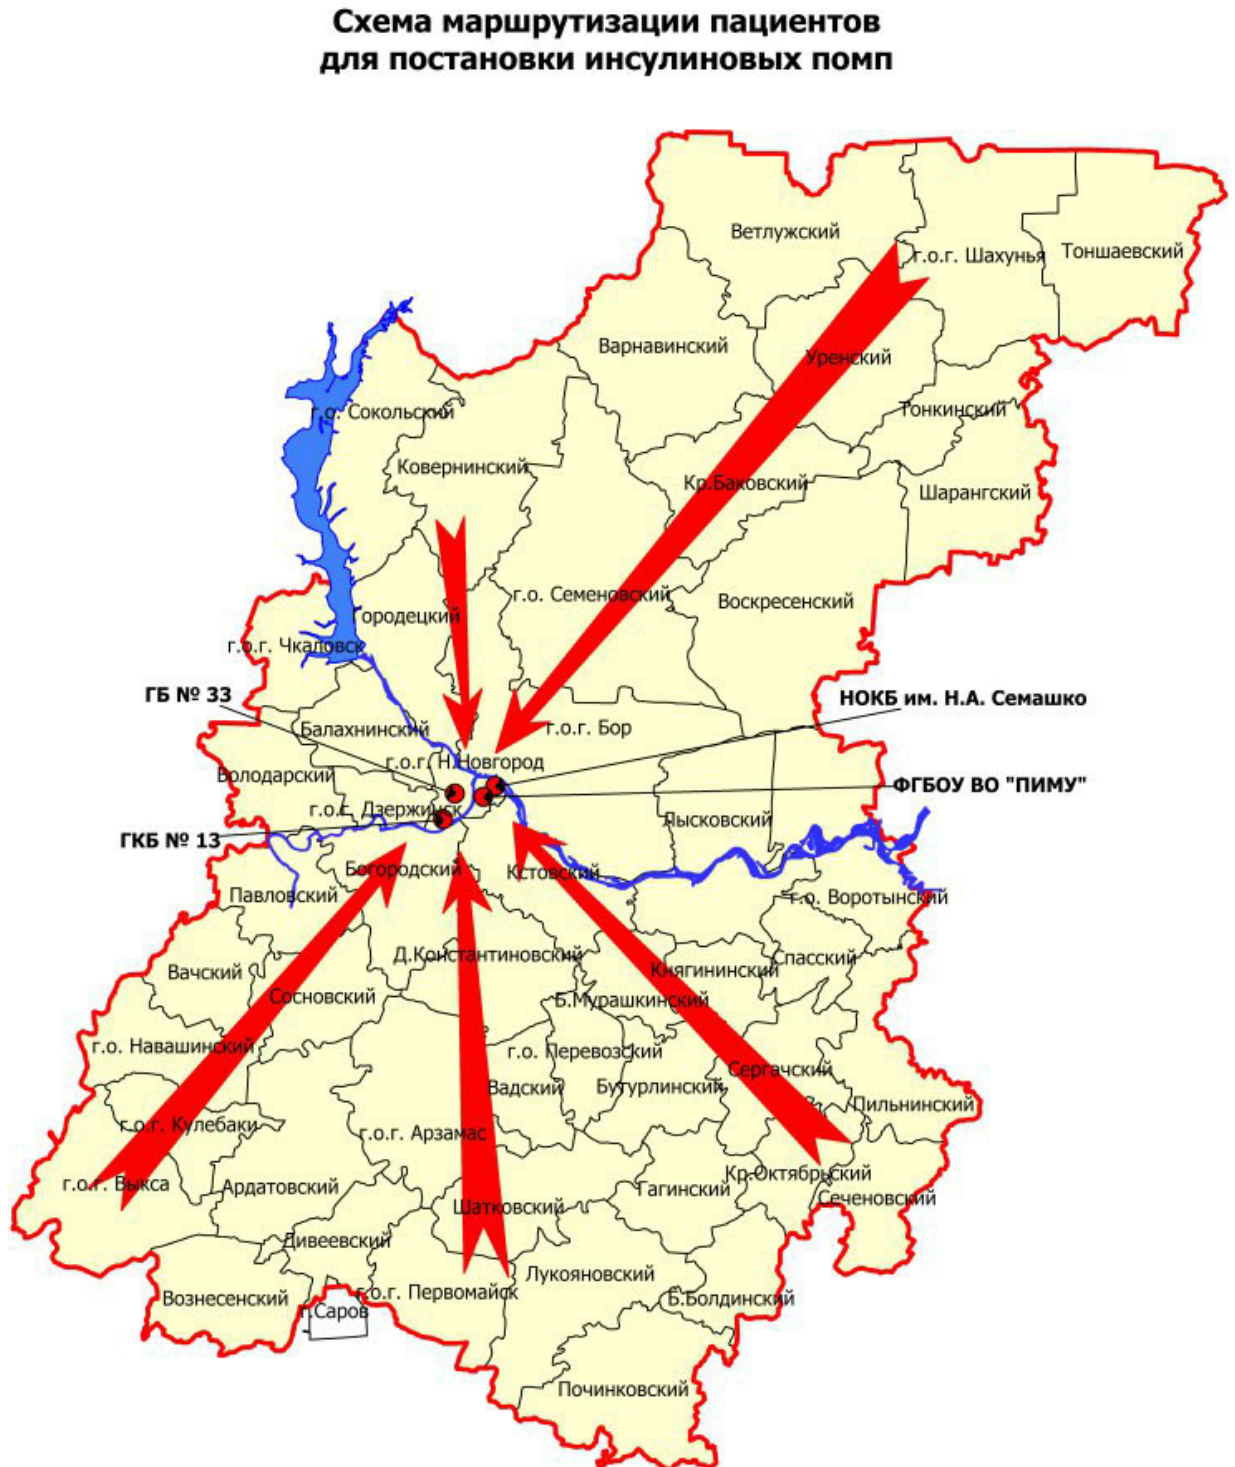 Схема маршрутизации пациентов
для постановки инсулиновых помп
Ветлужский
г.о.г. Шахунья
Тоншаевский
Варнавинский
Уренский
г.о. Сокольский
Тонкинский
Ковернинский
Кр.Баковский
Шарангский
г.о. Семеновский
Воскресенский
Городецкий
г.о.г. Чкаловск
ГБ № 33
НОКБ им. Н.А. Семашко
Балахнинский
г.о.г. Бор
г.о.г. Н.Новгород
Володарский
ФГБОУ ВО "ПИМУ"
г.о.г. Дзержинск
Лысковский
ГКБ № 13
Богородский
Кстовский
Павловский
г.о. Воротынский
Д.Константиновский
Спасский
Вачский
Княгининский
Сосновский
Б.Мурашкинский
г.о. Навашинский
г.о. Перевозский
Сергачский
Вадский
Бутурлинский
Пильнинский
г.о.г. Кулебаки
г.о.г. Арзамас
Кр.Октябрьский
г.о.г. Выкса
Ардатовский
Гагинский
Сеченовский
Шатковский
Дивеевский
Лукояновский
г.о.г. Первомайск
Вознесенский
Б.Болдинский
г.Саров
Починковский